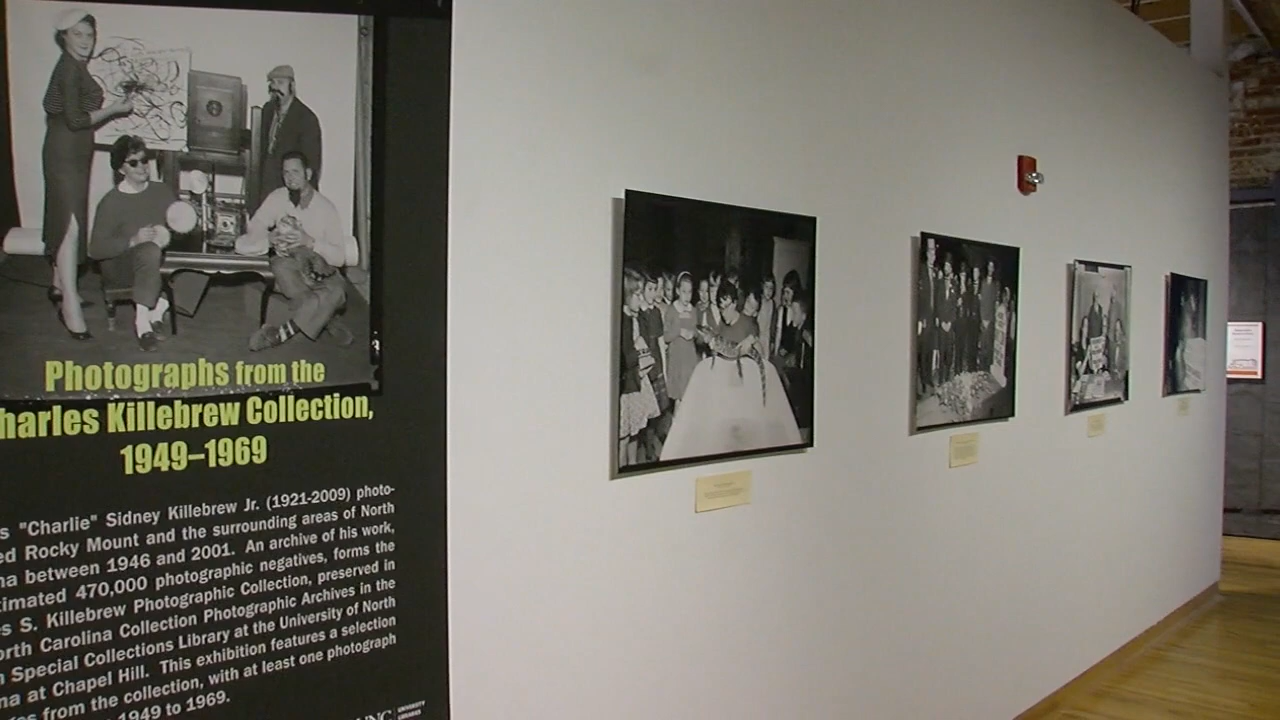 Photographs from the
harles Killebrew Collection,
1949–1969
s "Charlie" Sidney Killebrew Jr. (1921-2009) photo-
ed Rocky Mount and the surrounding areas of North
na between 1946 and 2001. An archive of his work,
timated 470,000 photographic negatives, forms the
s S. Killebrew Photographic Collection, preserved in
orth Carolina Collection Photographic Archives in the
n Special Collections Library at the University of North
na at Chapel Hill. This exhibition features a selection
es from the collection, with at least one photograph
1949 to 1969.
UNC UNIVERSITY
LIBRARIES